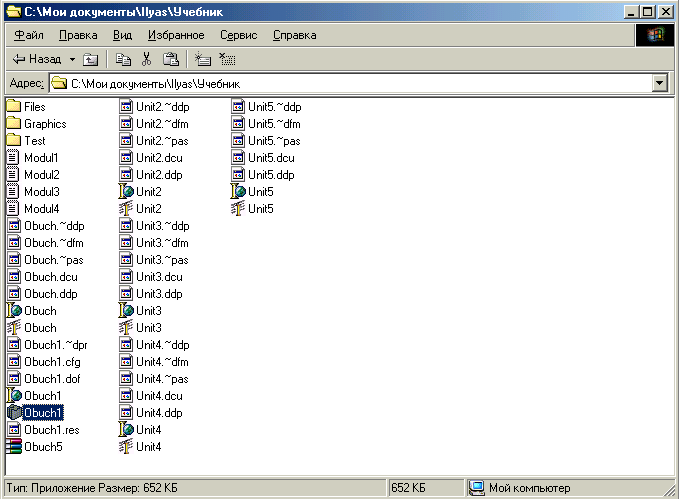 C:\Мои документы\Ilyas\Учебник
Файл Правка Вид Избранное Сервис Справка
Назад
Адрес: C:\Мои документы\Ilyas\Учебник
Files
Graphics
Test
Modul1
Modul2
Modul3
Modul4
Obuch.~ddp
Obuch.~dfm
Obuch.~pas
Obuch.dcu
Obuch.ddp
Obuch
Obuch
Obuch1.~dpr
Obuch1.cfg
Obuch1.dof
Obuch1
Obuch1
Obuch1.res
Obuch5
Unit2.~ddp
Unit2.~dfm
Unit2.~pas
Unit2.dcu
Unit2.ddp
Unit2
Unit2
Unit3.~ddp
Unit3.~dfm
Unit3.~pas
Unit3.dcu
Unit3.ddp
Unit3
Unit3
Unit4.~ddp
Unit4.~dfm
Unit4.~pas
Unit4.dcu
Unit4.ddp
Unit4
Unit4
Unit5.~ddp
Unit5.~dfm
Unit5.~pas
Unit5.dcu
Unit5.ddp
Unit5
Unit5
Тип: Приложение Размер: 652 КБ 652 КБ Мой компьютер